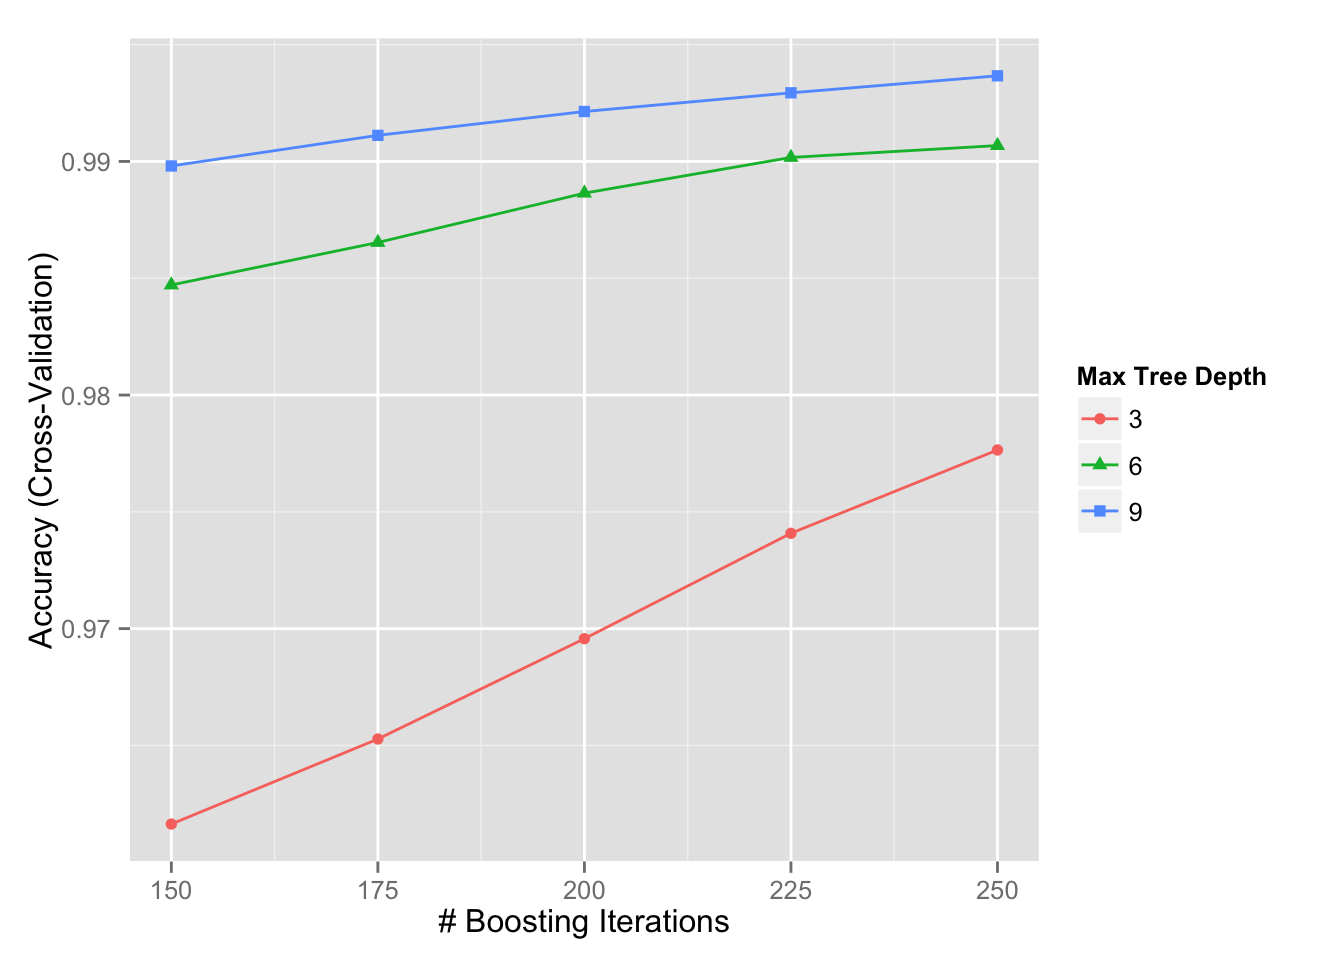 Accuracy (Cross-Validation)
0.99
0.98
0.97
150 175 200 225 250
# Boosting Iterations
Max Tree Depth
3
6
9